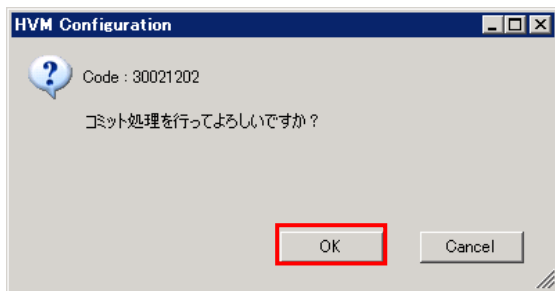 HVM Configuration
Code : 30021202
コミット処理を行ってよろしいですか？
OK
Cancel